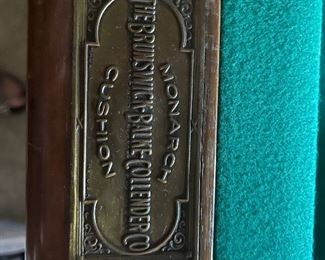 MONARCH
THE BRUNSWICK-BALKE-COLLENDER CO
CUSHION